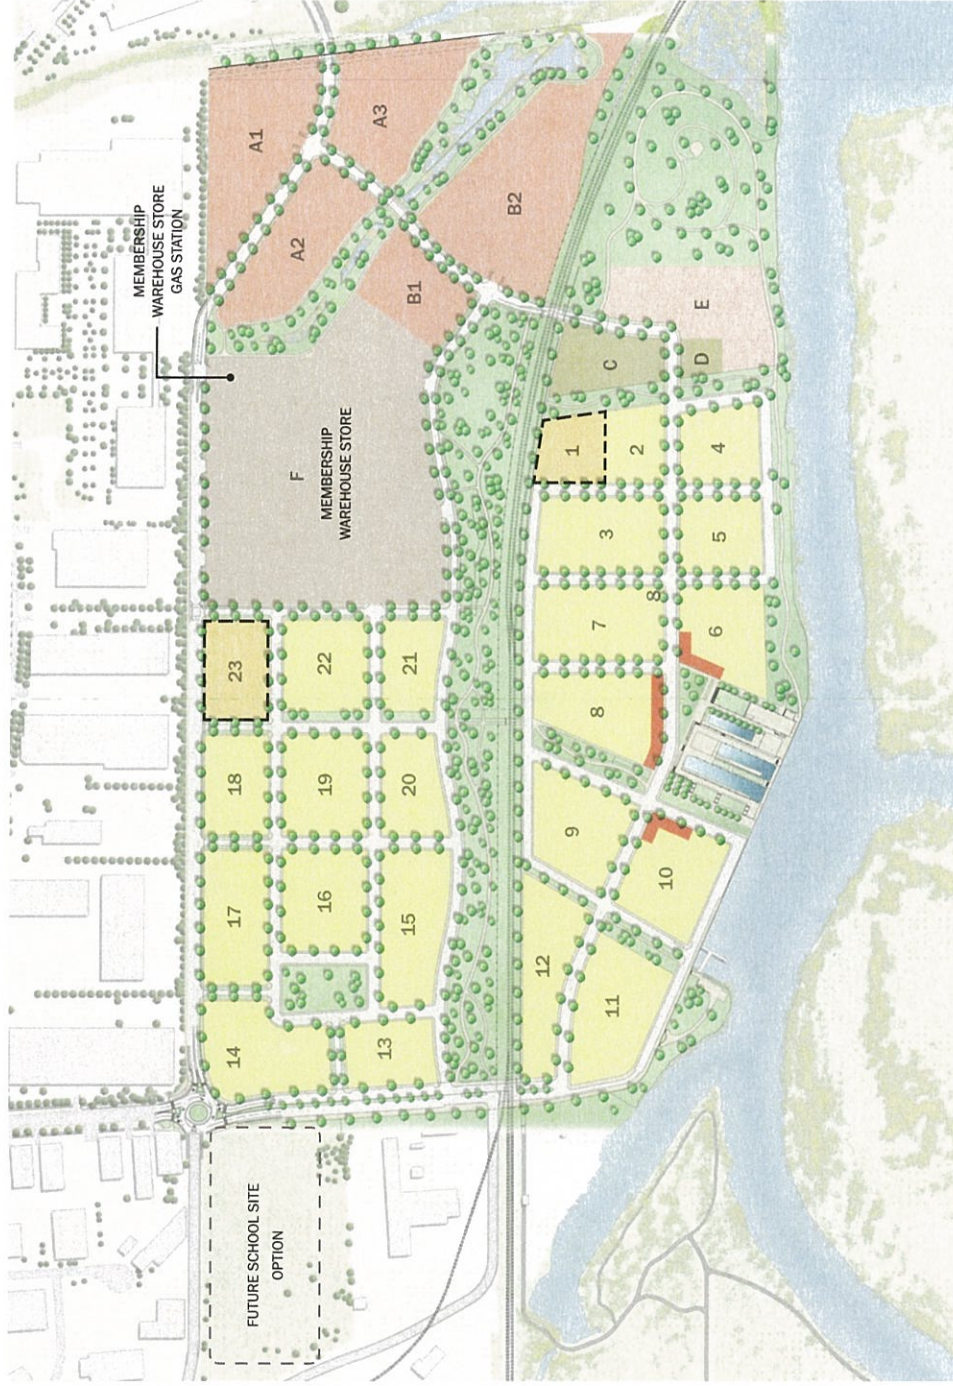 MEMBERSHIP
WAREHOUSE STORE
GAS STATION
A1
A2
A3
B1
B2
F
MEMBERSHIP
WAREHOUSE STORE
C
D
E
1
2
3
4
5
6
7
8
8
9
10
11
12
13
14
15
16
17
18
19
20
21
22
23
FUTURE SCHOOL SITE
OPTION